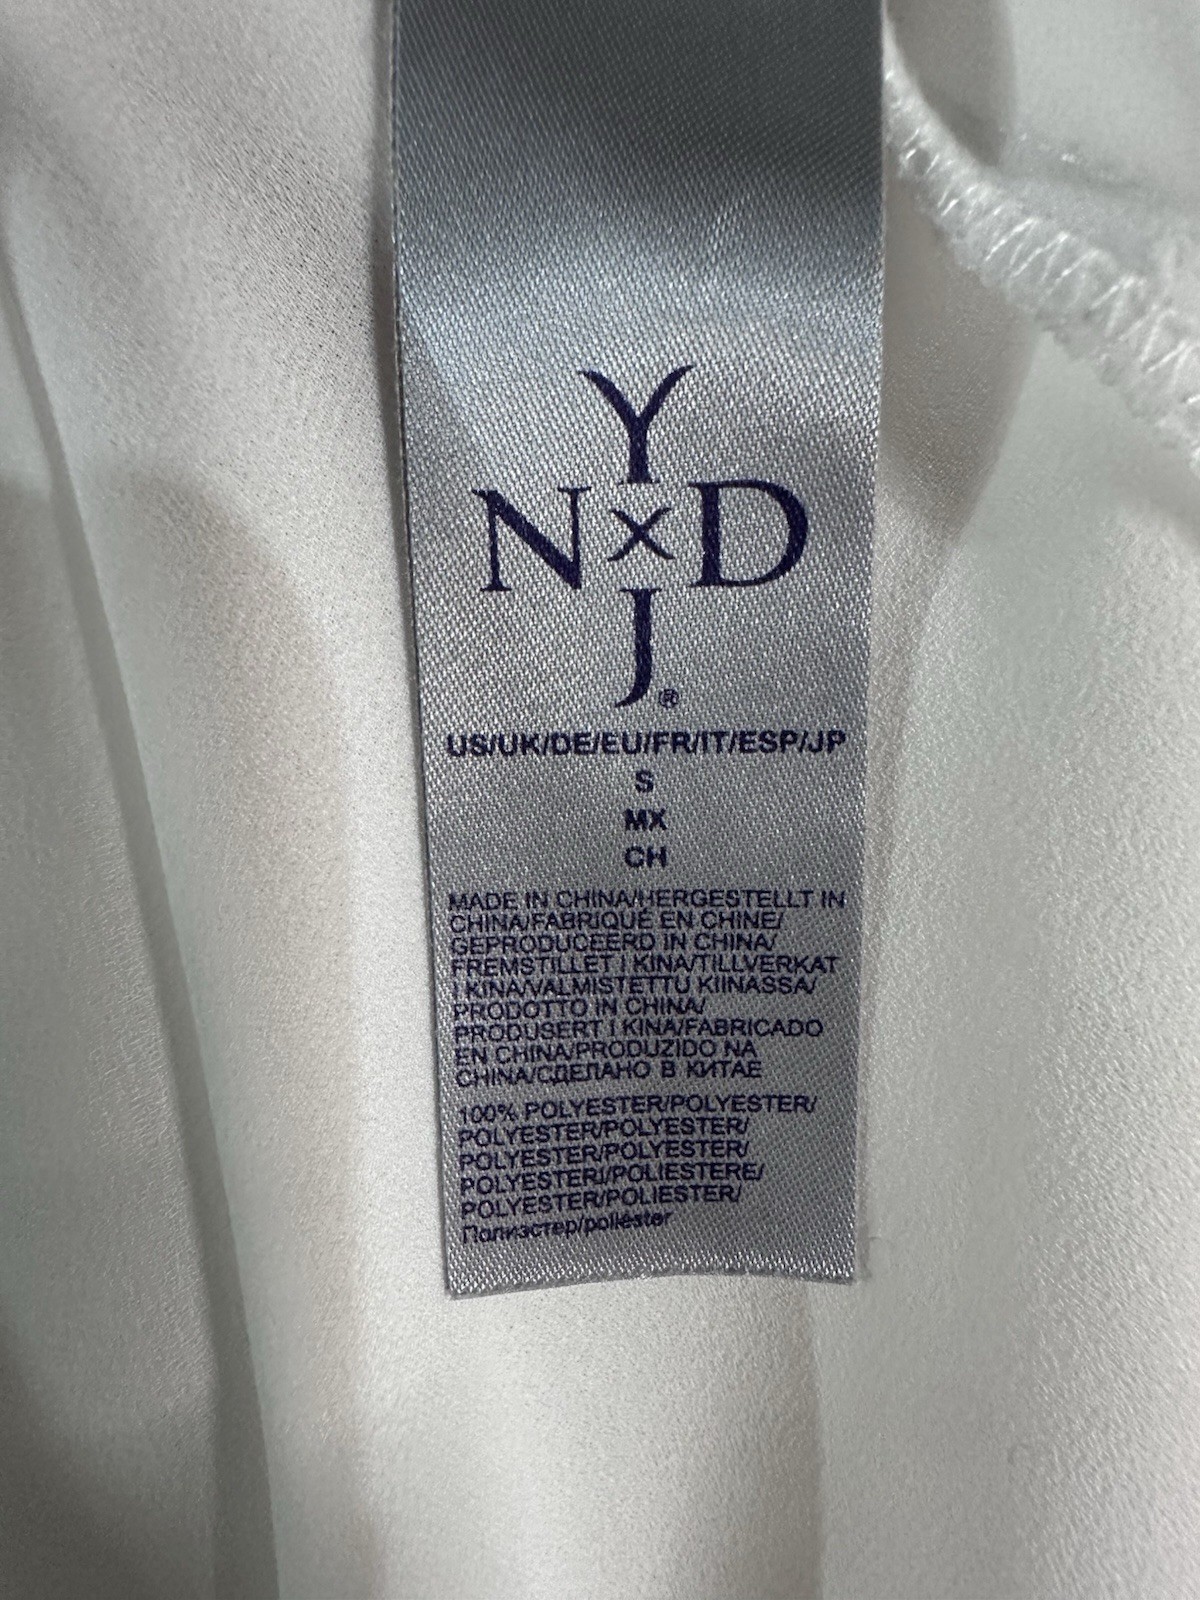 Y
N X D
J®
US/UK/DE/EU/FR/IT/ESP/JP
S
MX
CH
MADE IN CHINA/HERGESTELLT IN
CHINA/FABRIQUÉ EN CHINE/
GEPRODUCEERD IN CHINA/
FREMSTILLET I KINA/TILLVERKAT
I KINA/VALMISTETTU KIINASSA/
PRODOTTO IN CHINA/
PRODUSERT I KINA/FABRICADO
EN CHINA/PRODUZIDO NA
CHINA/СДЕЛАНО В КИТАЕ
100% POLYESTER/POLYESTER/
POLYESTER/POLYESTER/
POLYESTER/POLYESTER/
POLYESTERI/POLIESTERE/
POLYESTER/POLIESTER/
Полиэстер/poliéster